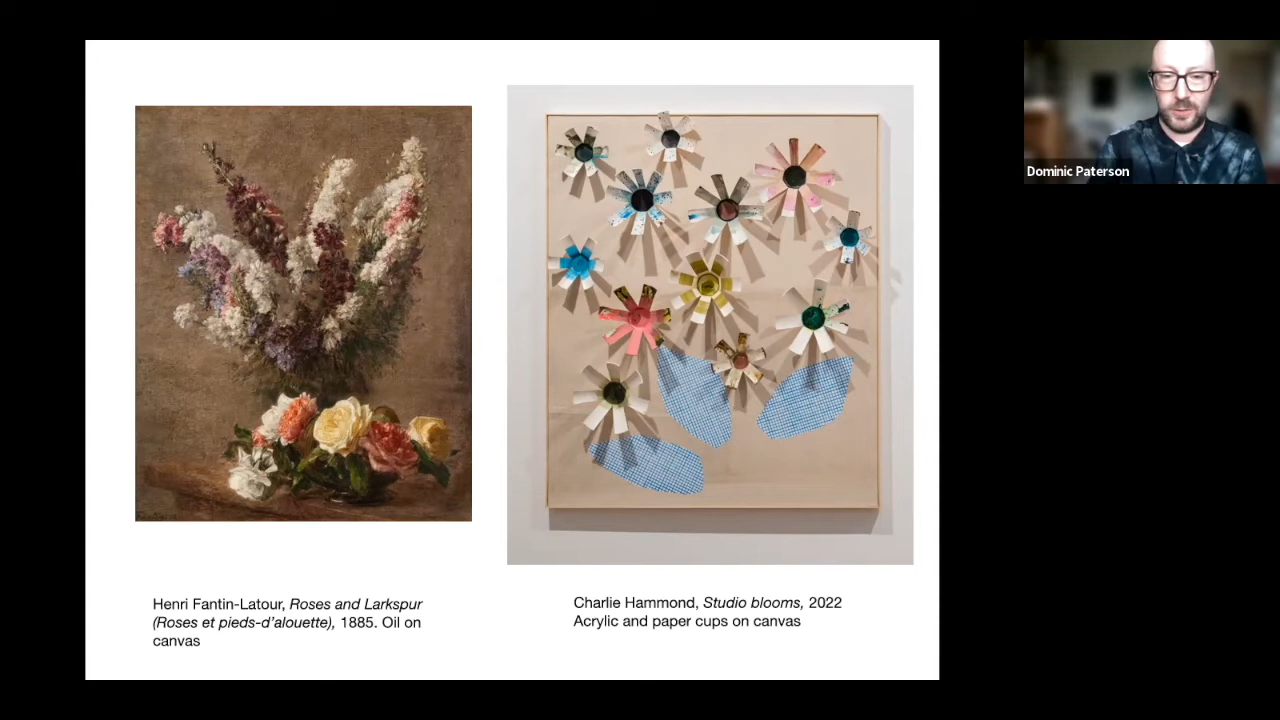 Dominic Paterson
Henri Fantin-Latour, Roses and Larkspur
(Roses et pieds-d’alouette), 1885. Oil on
canvas
Charlie Hammond, Studio blooms, 2022
Acrylic and paper cups on canvas